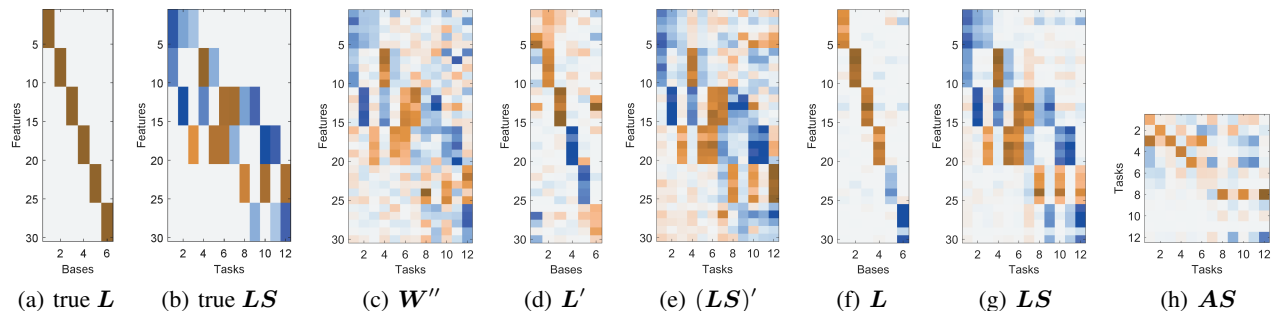 5
10
15
20
25
30
Features
2 4 6
Bases
(a) true L
5
10
15
20
25
30
Features
2 4 6 8 10 12
Tasks
(b) true LS
5
10
15
20
25
30
Features
2 4 6 8 10 12
Tasks
(c) W''
5
10
15
20
25
30
Features
2 4 6
Bases
(d) L'
5
10
15
20
25
30
Features
2 4 6 8 10 12
Tasks
(e) (LS)'
5
10
15
20
25
30
Features
2 4 6
Bases
(f) L
5
10
15
20
25
30
Features
2 4 6 8 10 12
Tasks
(g) LS
2
4
6
8
10
12
Tasks
2 4 6 8 10 12
Tasks
(h) AS